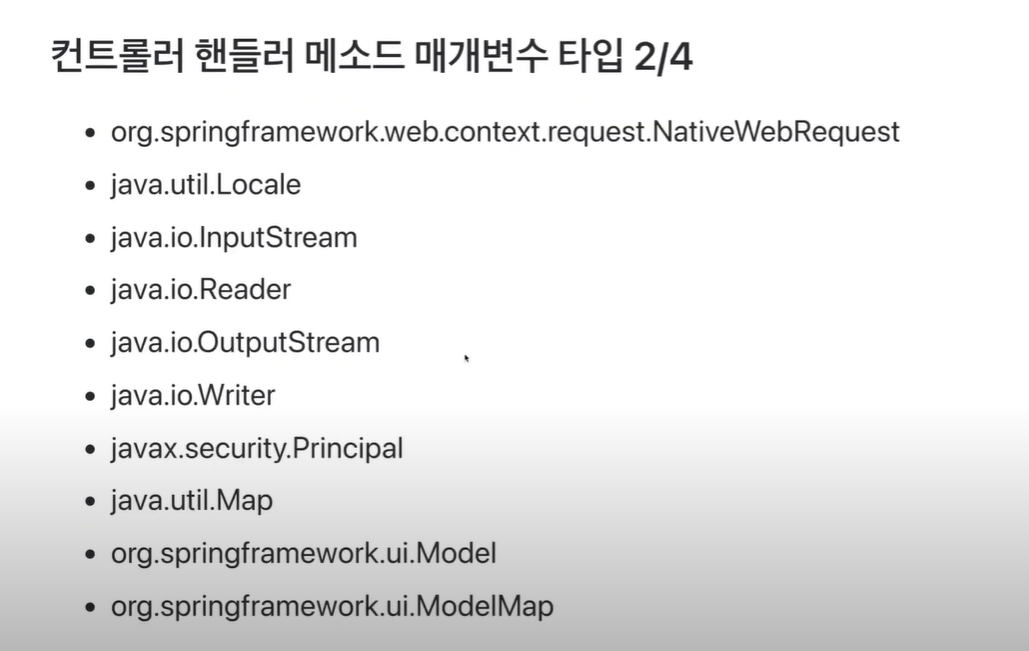 컨트롤러 핸들러 메소드 매개변수 타입 2/4
• org.springframework.web.context.request.NativeWebRequest
• java.util.Locale
• java.io.InputStream
• java.io.Reader
• java.io.OutputStream
• java.io.Writer
• javax.security.Principal
• java.util.Map
• org.springframework.ui.Model
• org.springframework.ui.ModelMap